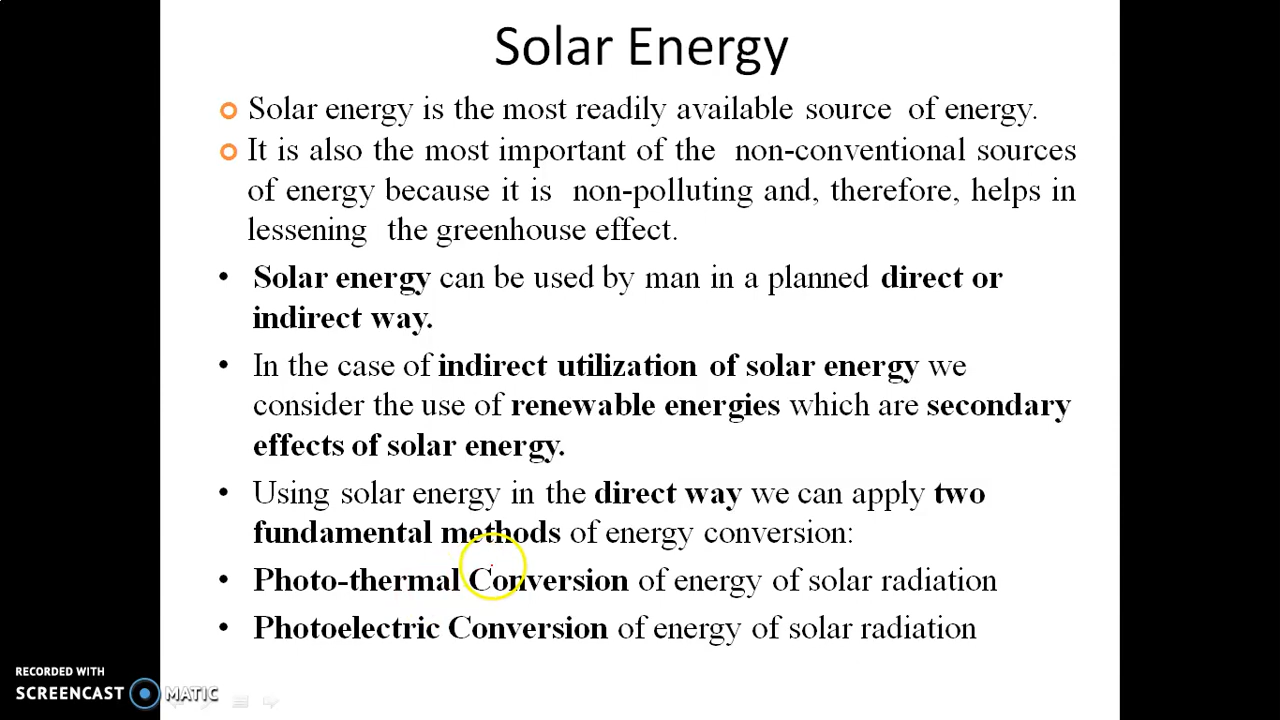 Solar Energy
Solar energy is the most readily available source of energy.
It is also the most important of the non-conventional sources
of energy because it is non-polluting and, therefore, helps in
lessening the greenhouse effect.
• Solar energy can be used by man in a planned direct or
indirect way.
• In the case of indirect utilization of solar energy we
consider the use of renewable energies which are secondary
effects of solar energy.
• Using solar energy in the direct way we can apply two
fundamental methods of energy conversion:
• Photo-thermal Conversion of energy of solar radiation
• Photoelectric Conversion of energy of solar radiation
RECORDED WITH
SCREENCAST MATIC